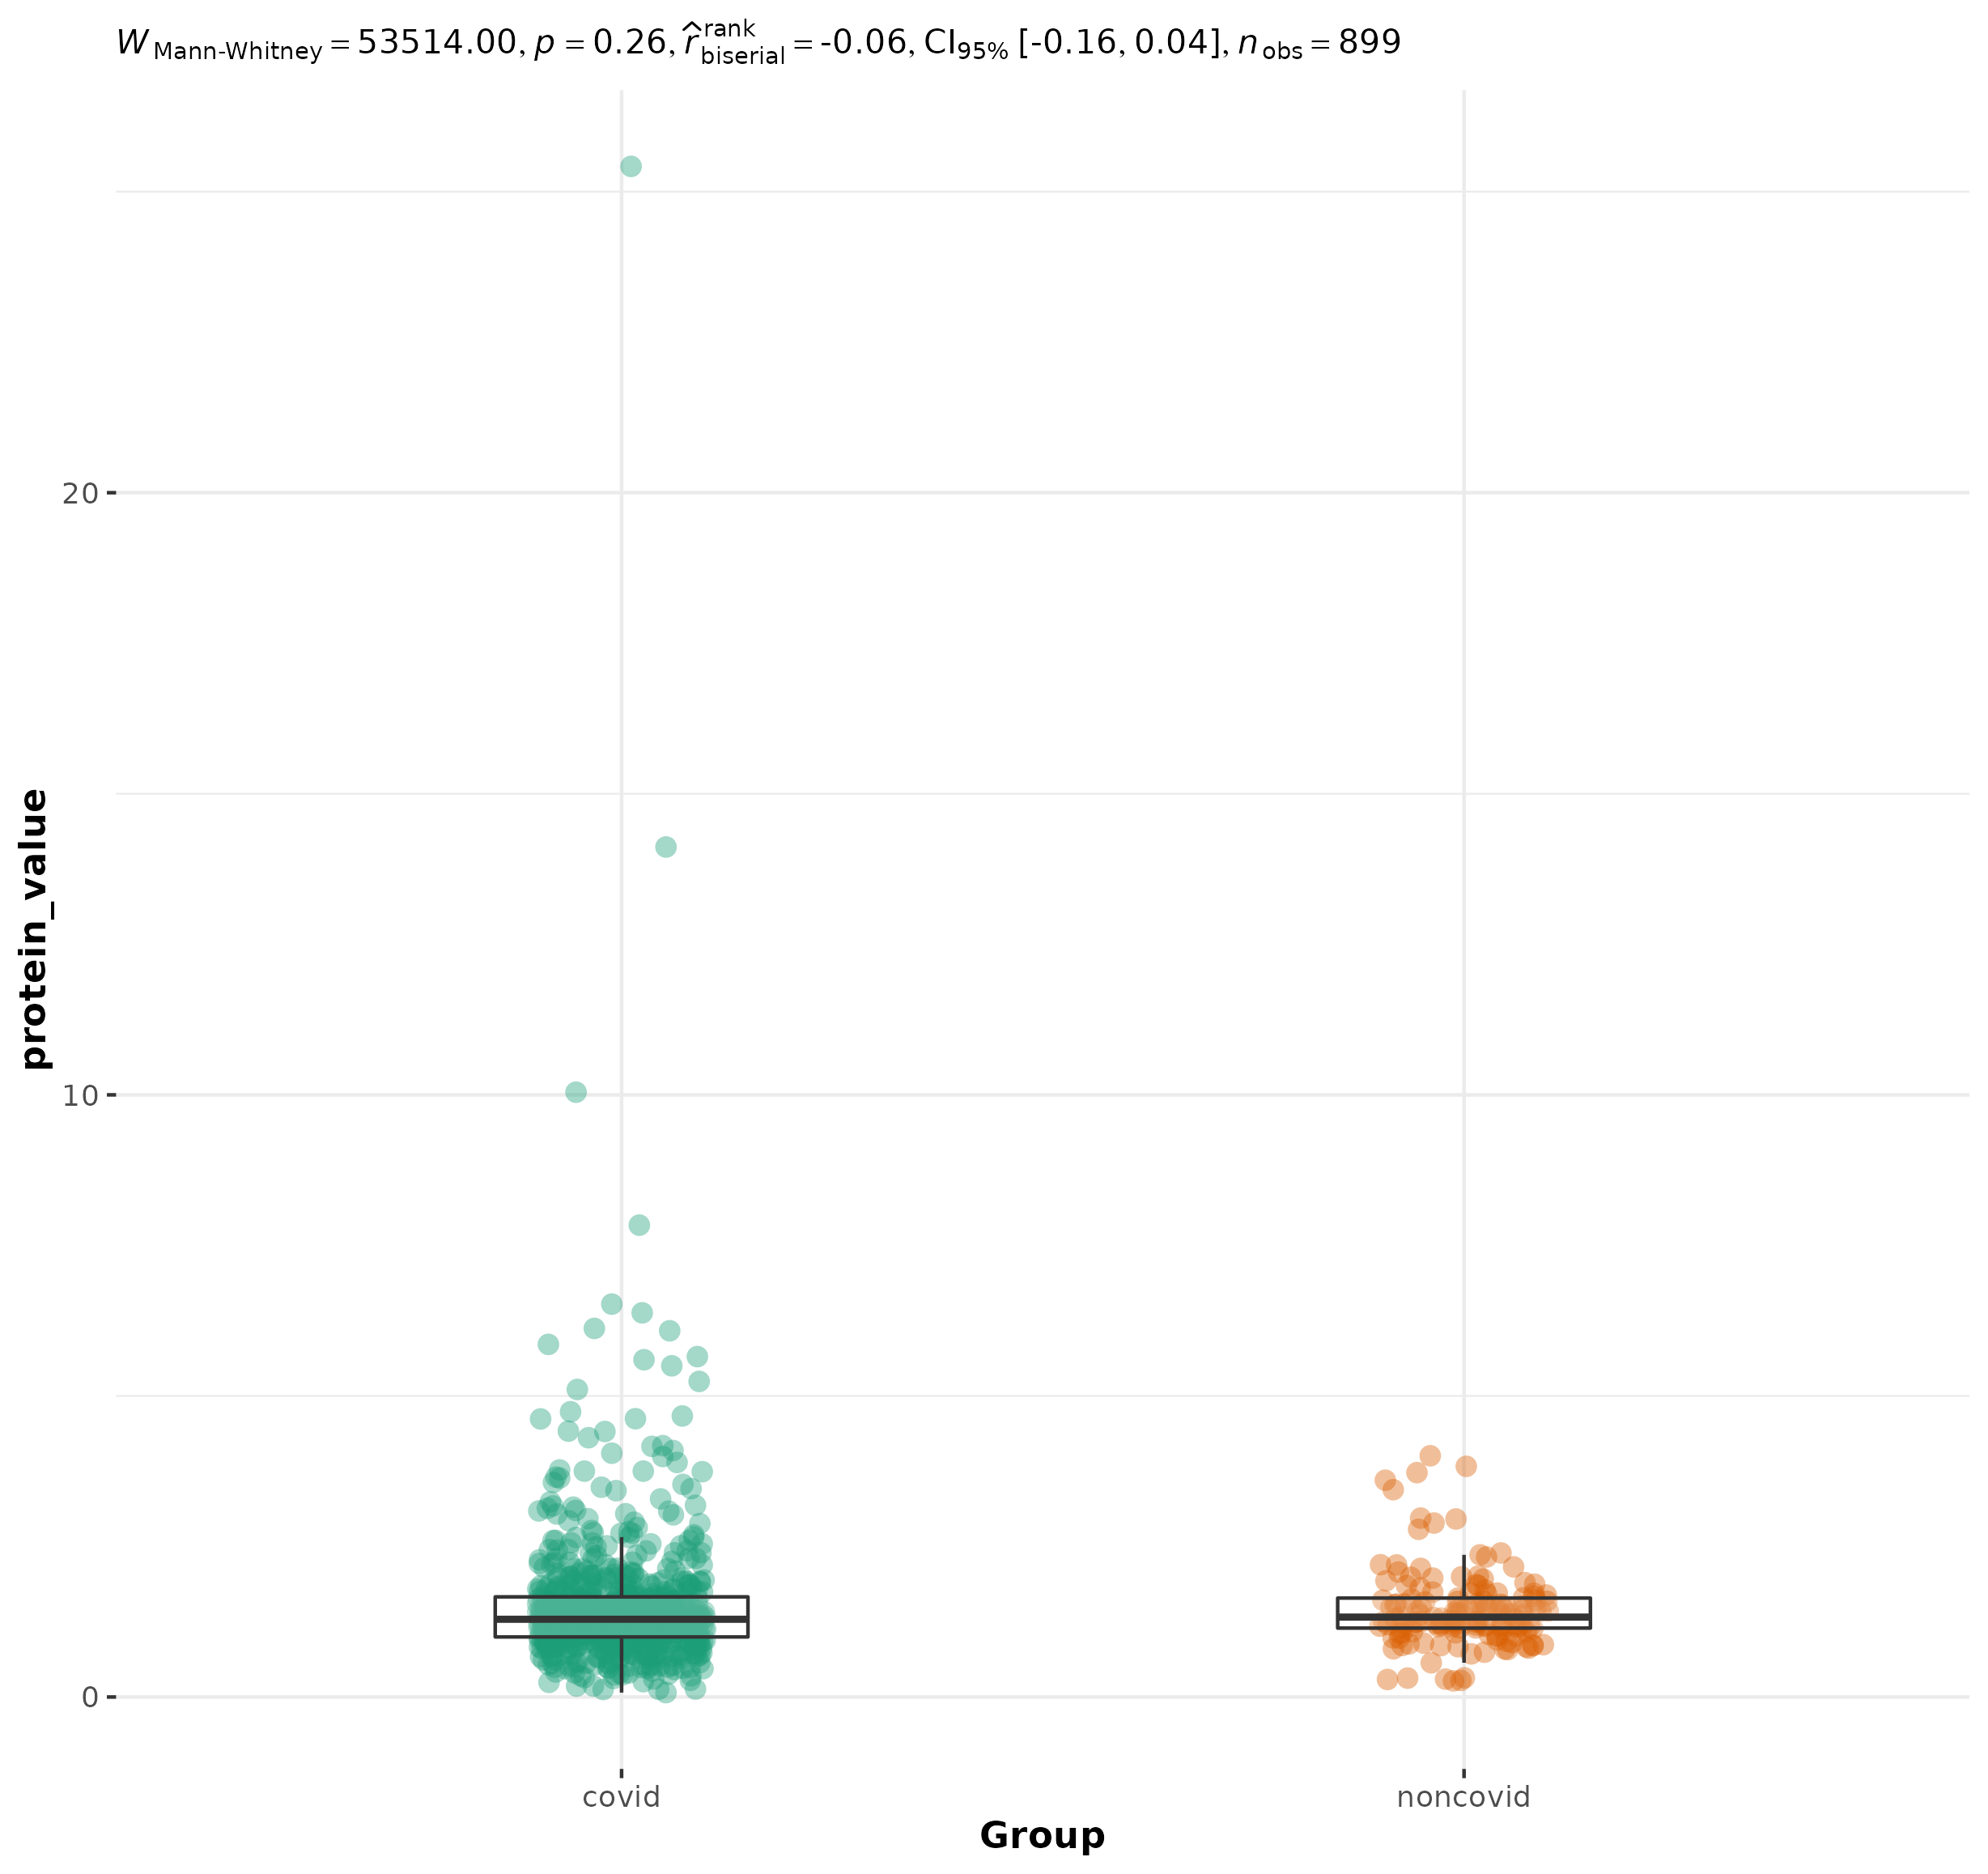 W Mann-Whitney = 53514.00, p = 0.26, r̂ rank biserial = -0.06, CI95% [-0.16, 0.04], n obs = 899
protein_value
20
10
0
covid noncovid
Group